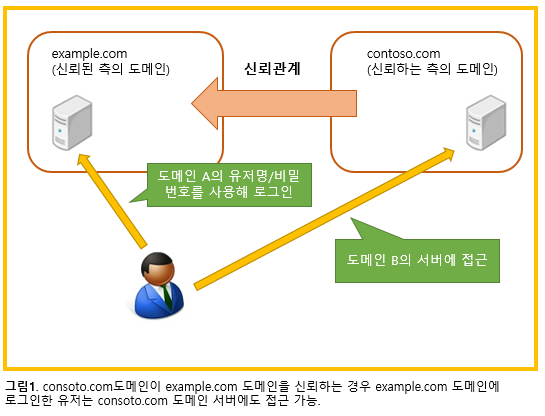 example.com
(신뢰된 측의 도메인)
신뢰관계
contoso.com
(신뢰하는 측의 도메인)
도메인 A의 유저명/비밀
번호를 사용해 로그인
도메인 B의 서버에 접근
그림1. consoto.com도메인이 example.com 도메인을 신뢰하는 경우 example.com 도메인에
로그인한 유저는 consoto.com 도메인 서버에도 접근 가능.